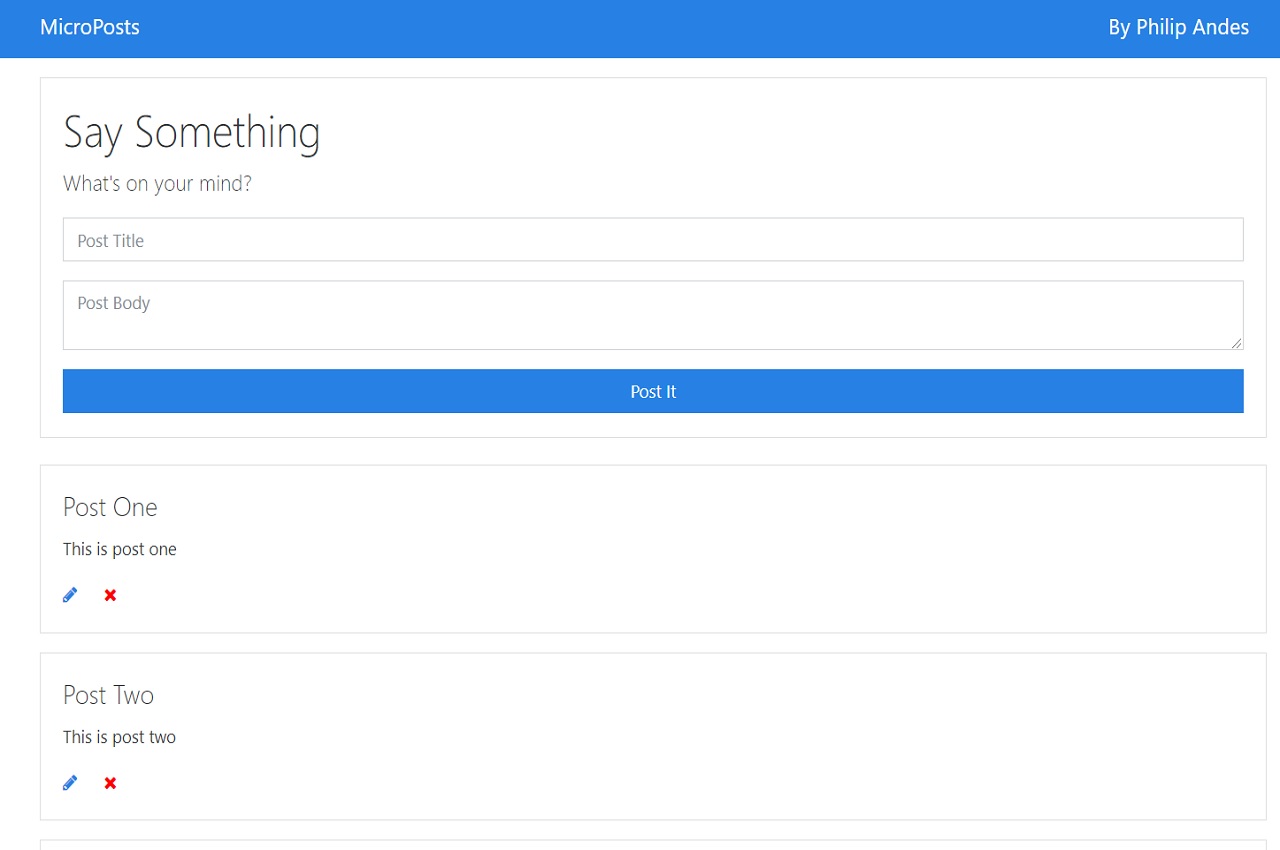 MicroPosts
By Philip Andes
Say Something
What's on your mind?
Post Title
Post Body
Post It
Post One
This is post one
Post Two
This is post two